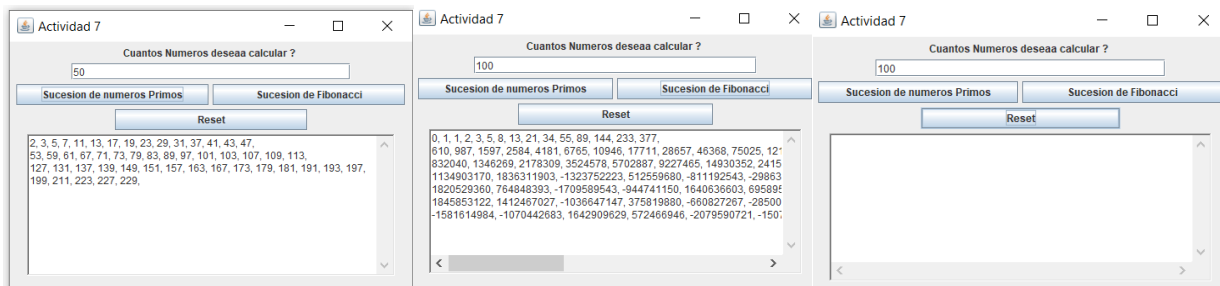 Actividad 7
Cuantos Numeros deseaa calcular ?
50
Sucesion de numeros Primos
Sucesion de Fibonacci
Reset
2, 3, 5, 7, 11, 13, 17, 19, 23, 29, 31, 37, 41, 43, 47,
53, 59, 61, 67, 71, 73, 79, 83, 89, 97, 101, 103, 107, 109, 113,
127, 131, 137, 139, 149, 151, 157, 163, 167, 173, 179, 181, 191, 193, 197,
199, 211, 223, 227, 229,
Actividad 7
Cuantos Numeros deseaa calcular ?
100
Sucesion de numeros Primos
Sucesion de Fibonacci
Reset
0, 1, 1, 2, 3, 5, 8, 13, 21, 34, 55, 89, 144, 233, 377,
610, 987, 1597, 2584, 4181, 6765, 10946, 17711, 28657, 46368, 75025, 121
832040, 1346269, 2178309, 3524578, 5702887, 9227465, 14930352, 2415
1134903170, 1836311903, -1323752223, 512559680, -811192543, -29863
1820529360, 764848393, -1709589543, -944741150, 1640636603, 695895
1845853122, 1412467027, -1036647147, 375819880, -660827267, -28500
-1581614984, -1070442683, 1642909629, 572466946, -2079590721, -1507
Actividad 7
Cuantos Numeros deseaa calcular ?
100
Sucesion de numeros Primos
Sucesion de Fibonacci
Reset